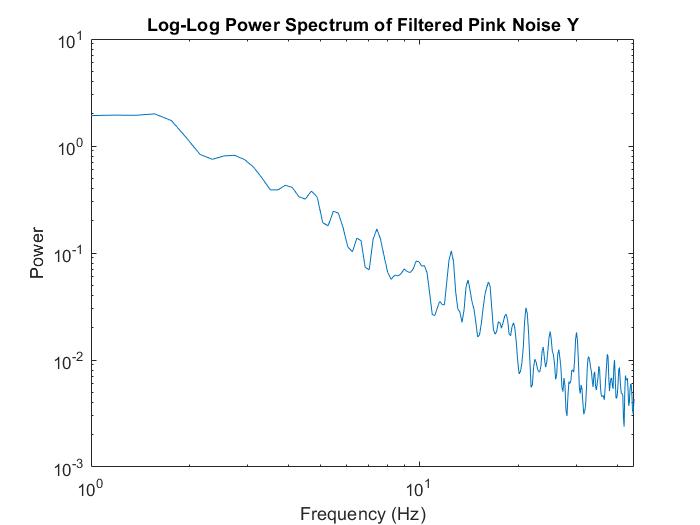 Log-Log Power Spectrum of Filtered Pink Noise Y
10^1
10^0
10^-1
10^-2
10^-3
Power
10^0 10^1
Frequency (Hz)